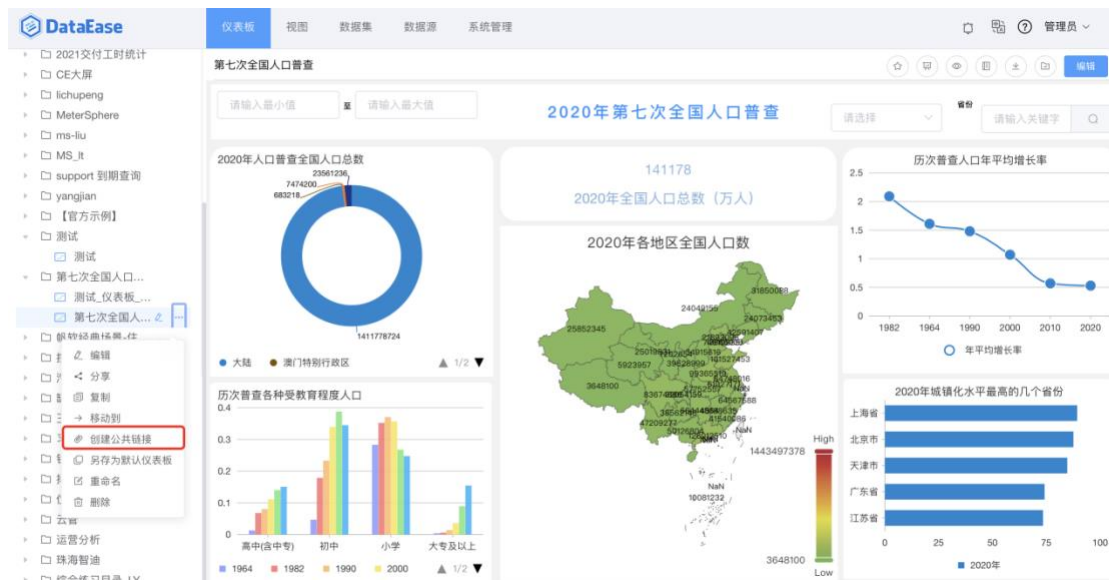 DataEase
仪表板 视图 数据集 数据源 系统管理
管理员
2021交付工时统计
CE大屏
lichupeng
MeterSphere
ms-liu
MS_lt
support 到期查询
yangjian
【官方示例】
测试
测试
第七次全国人口...
测试_仪表板_...
第七次全国人...
编辑
分享
复制
移动到
创建公共链接
另存为默认仪表板
重命名
删除
云管
运营分析
珠海智迪
第七次全国人口普查
编辑
请输入最小值 至 请输入最大值
2020年第七次全国人口普查
请选择
省份
请输入关键字
2020年人口普查全国人口总数
23561236
7474200
683218
1411778724
大陆 澳门特别行政区 1/2
141178
2020年全国人口总数（万人）
历次普查人口年平均增长率
2.5
2
1.5
1
0.5
0
1982 1964 1990 2000 2010 2020
年平均增长率
2020年各地区全国人口数
31850088
24049155
24073453
25852345
5923957
3648100
47209277
NaN
NaN
10081232
High
1443497378
3648100
Low
历次普查各种受教育程度人口
0.4
0.3
0.2
0.1
0
高中(含中专) 初中 小学 大专及以上
1964 1982 1990 2000 1/2
2020年城镇化水平最高的几个省份
上海省
北京市
天津市
广东省
江苏省
0 25 50 75 100
2020年